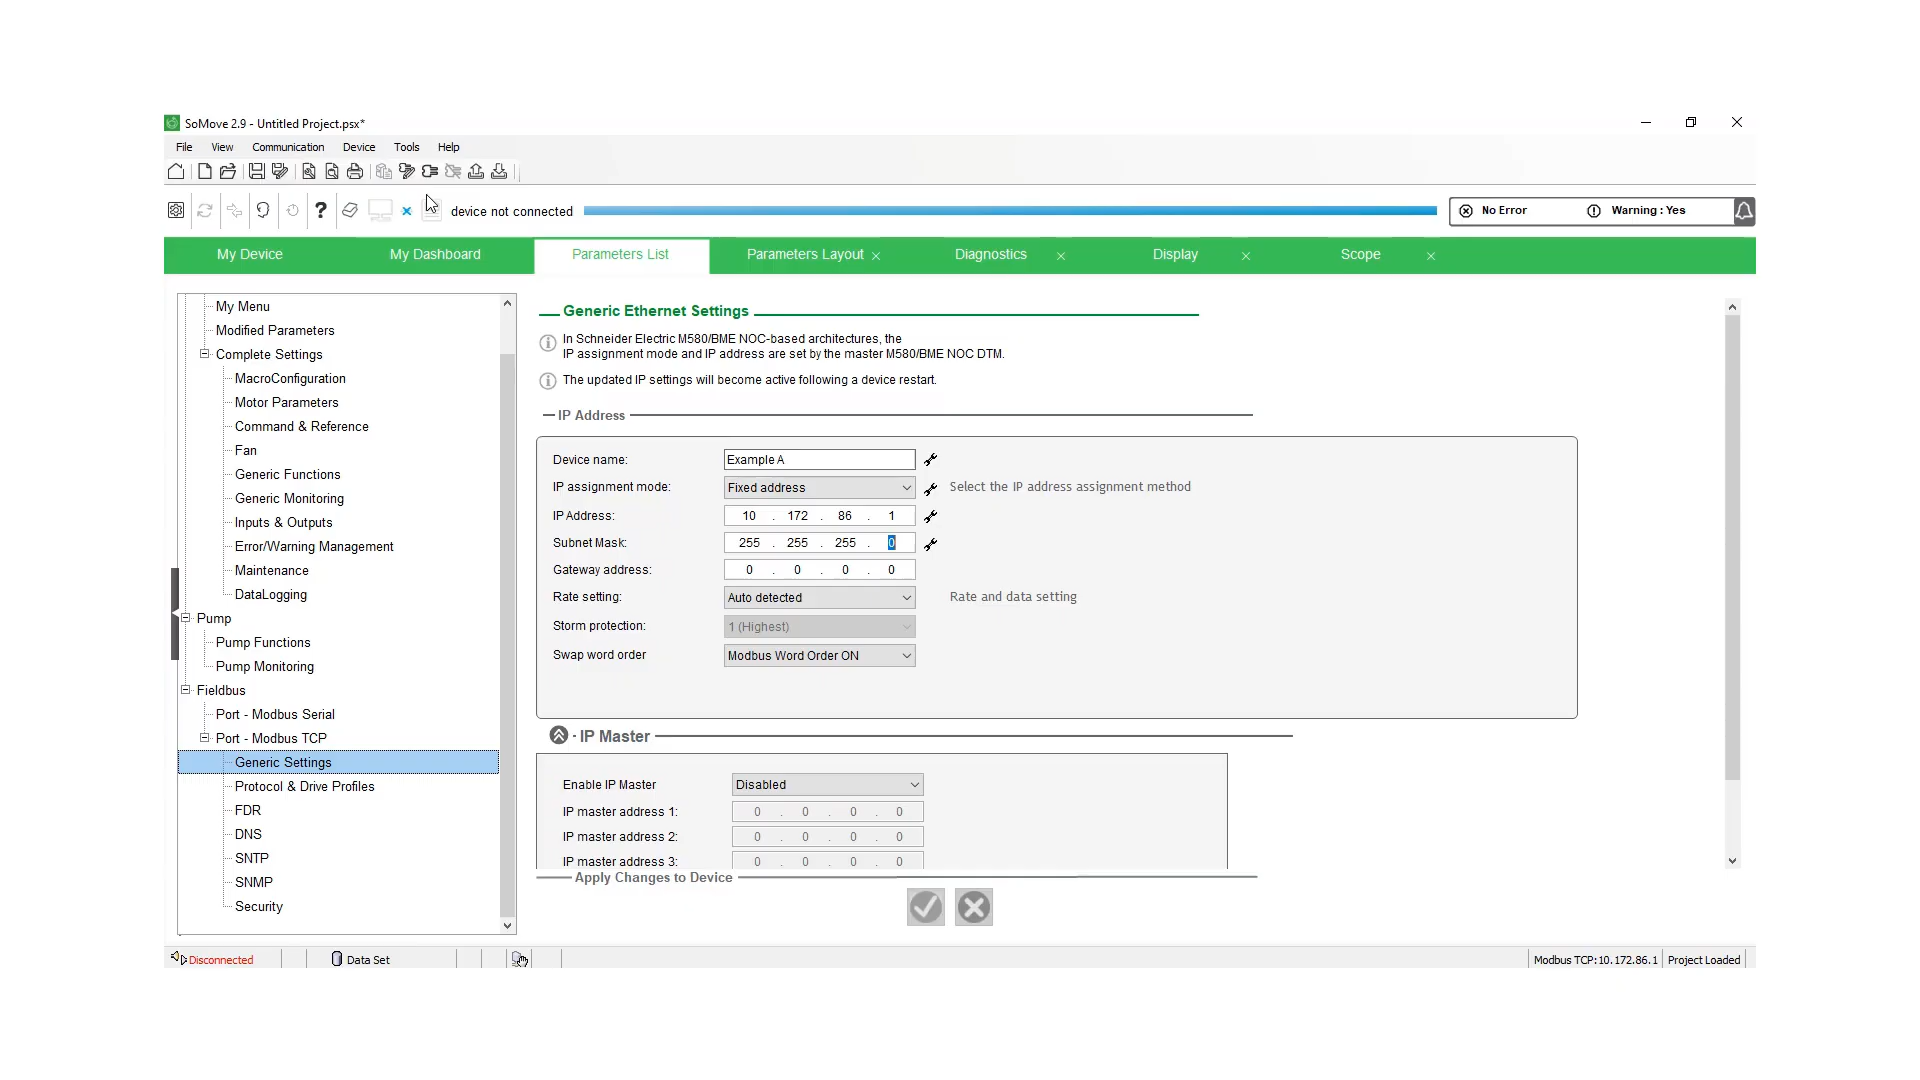 SoMove 2.9 - Untitled Project.psx*
File View Communication Device Tools Help
? device not connected No Error Warning : Yes
My Device My Dashboard Parameters List Parameters Layout Diagnostics Display Scope
My Menu
Modified Parameters
Complete Settings
MacroConfiguration
Motor Parameters
Command & Reference
Fan
Generic Functions
Generic Monitoring
Inputs & Outputs
Error/Warning Management
Maintenance
DataLogging
Pump
Pump Functions
Pump Monitoring
Fieldbus
Port - Modbus Serial
Port - Modbus TCP
Generic Settings
Protocol & Drive Profiles
FDR
DNS
SNTP
SNMP
Security
Generic Ethernet Settings
In Schneider Electric M580/BME NOC-based architectures, the
IP assignment mode and IP address are set by the master M580/BME NOC DTM.
The updated IP settings will become active following a device restart.
IP Address
Device name: Example A
IP assignment mode: Fixed address Select the IP address assignment method
IP Address: 10 . 172 . 86 . 1
Subnet Mask: 255 . 255 . 255 . 0
Gateway address: 0 . 0 . 0 . 0
Rate setting: Auto detected Rate and data setting
Storm protection: 1 (Highest)
Swap word order Modbus Word Order ON
- IP Master
Enable IP Master Disabled
IP master address 1: 0 . 0 . 0 . 0
IP master address 2: 0 . 0 . 0 . 0
IP master address 3: 0 . 0 . 0 . 0
Apply Changes to Device
Disconnected Data Set Modbus TCP:10.172.86.1 Project Loaded